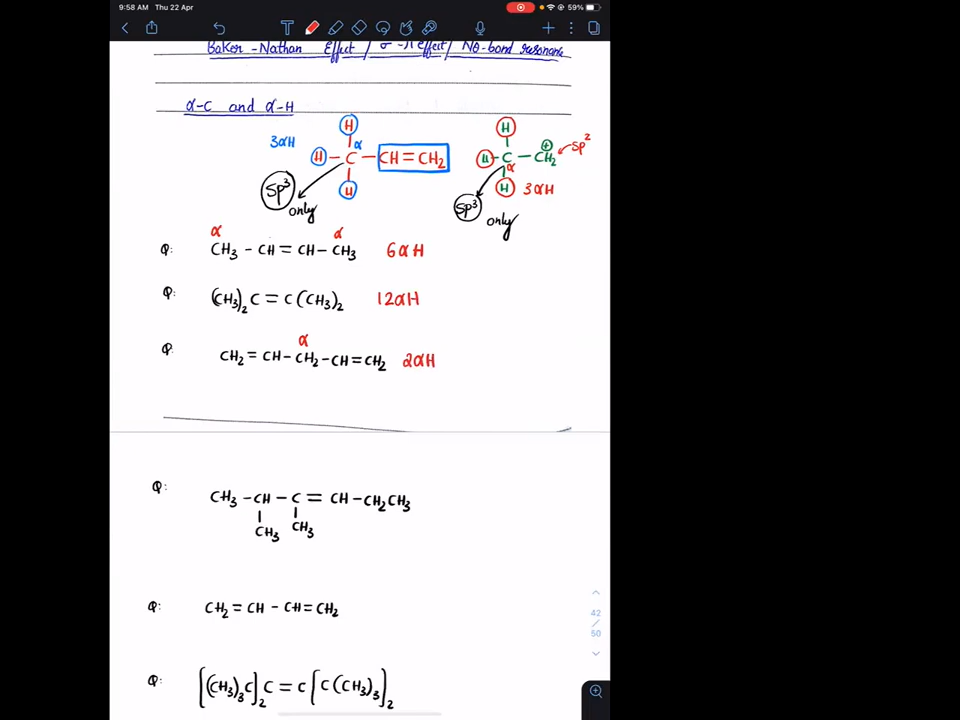 9:58 AM Thu 22 Apr 59%
Baker-Nathan Effect / σ-π effect / No-bond resonance
α-C and α-H
H H
3αH α ⊕ sp²
H - C - CH = CH₂ H - C - CH₂
α
H H 3αH
sp³ only sp³ only
α α
Q: CH₃ - CH = CH - CH₃ 6αH
Q: (CH₃)₂ C = C (CH₃)₂ 12αH
α
Q: CH₂ = CH - CH₂ - CH = CH₂ 2αH
Q: CH₃ - CH - C = CH - CH₂CH₃
CH₃ CH₃
42
/
50
Q: CH₂ = CH - CH = CH₂
Q: [(CH₃)₃C]₂ C = C [C(CH₃)₃]₂